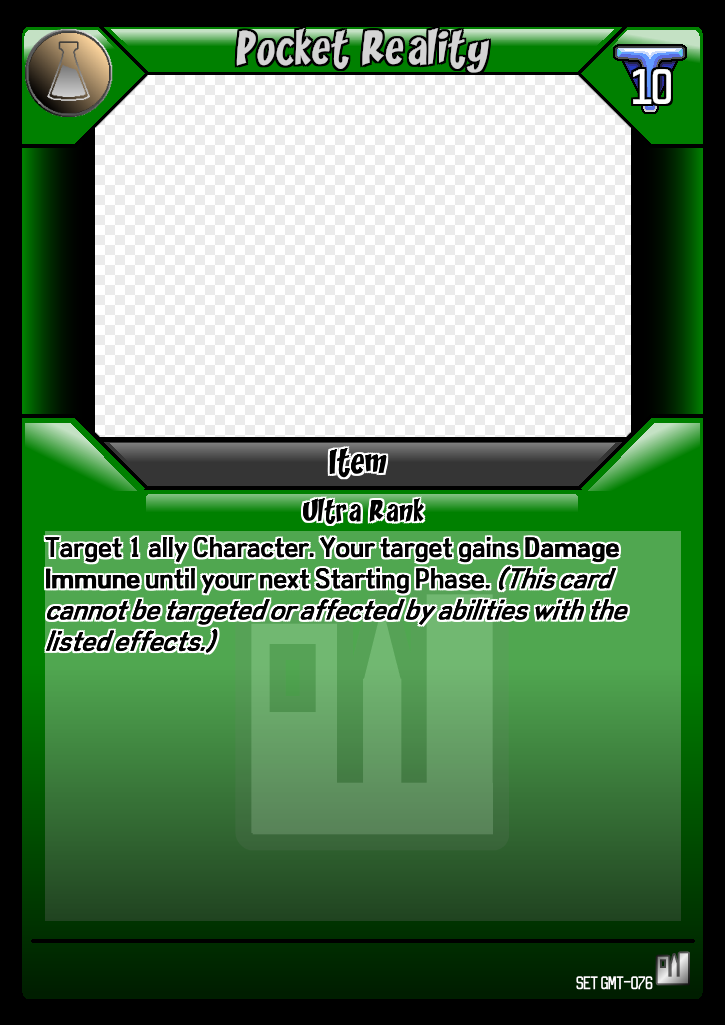 Pocket Reality
10
Item
Ultra Rank
Target 1 ally Character. Your target gains Damage
Immune until your next Starting Phase. (This card
cannot be targeted or affected by abilities with the
listed effects.)
SET GMT-076